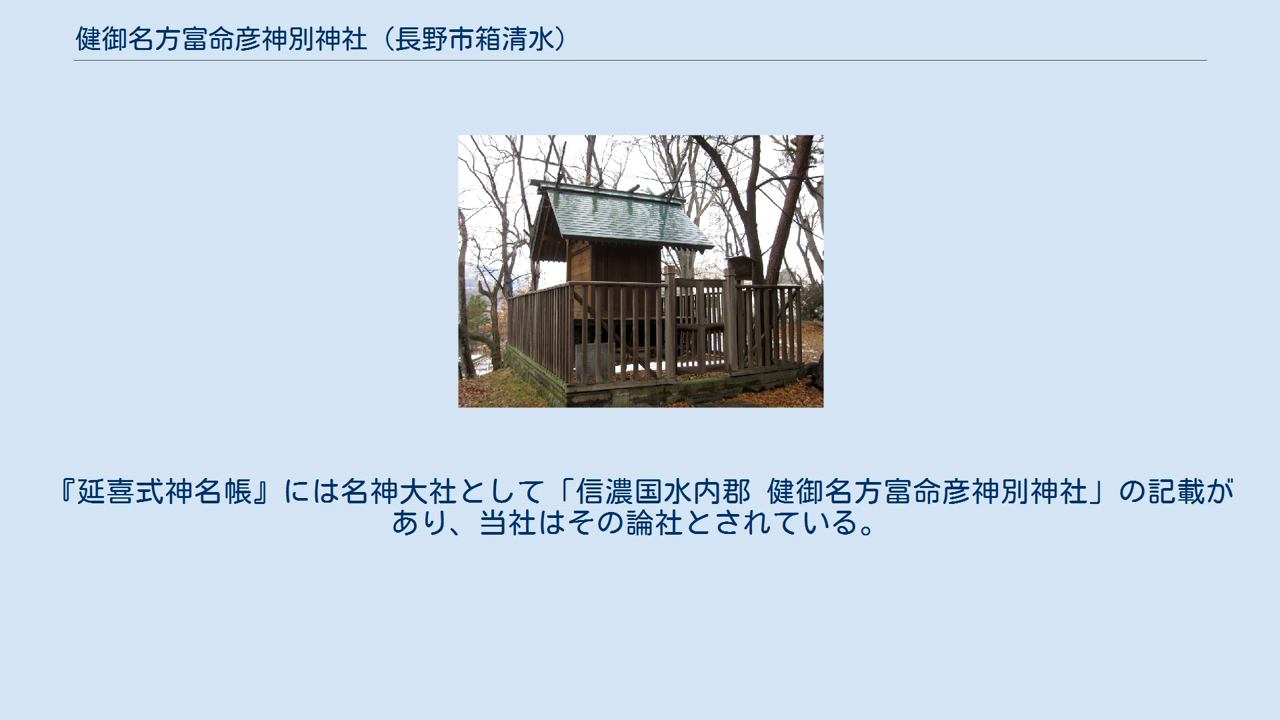 健御名方富命彦神別神社（長野市箱清水）
『延喜式神名帳』には名神大社として「信濃国水内郡 健御名方富命彦神別神社」の記載が
あり、当社はその論社とされている。